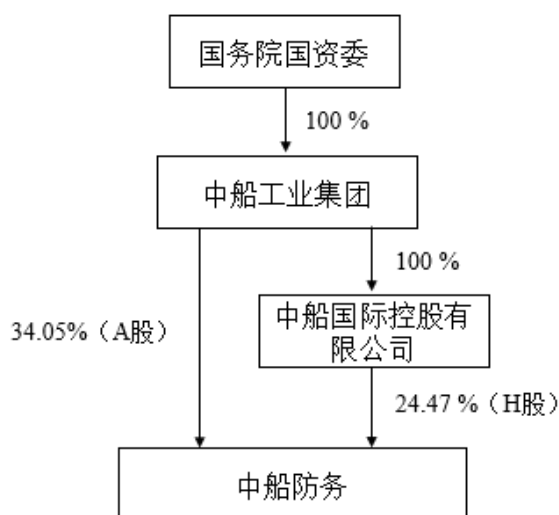 国务院国资委
100 %
中船工业集团
100 %
34.05%（A股）
中船国际控股有
限公司
24.47 %（H股）
中船防务